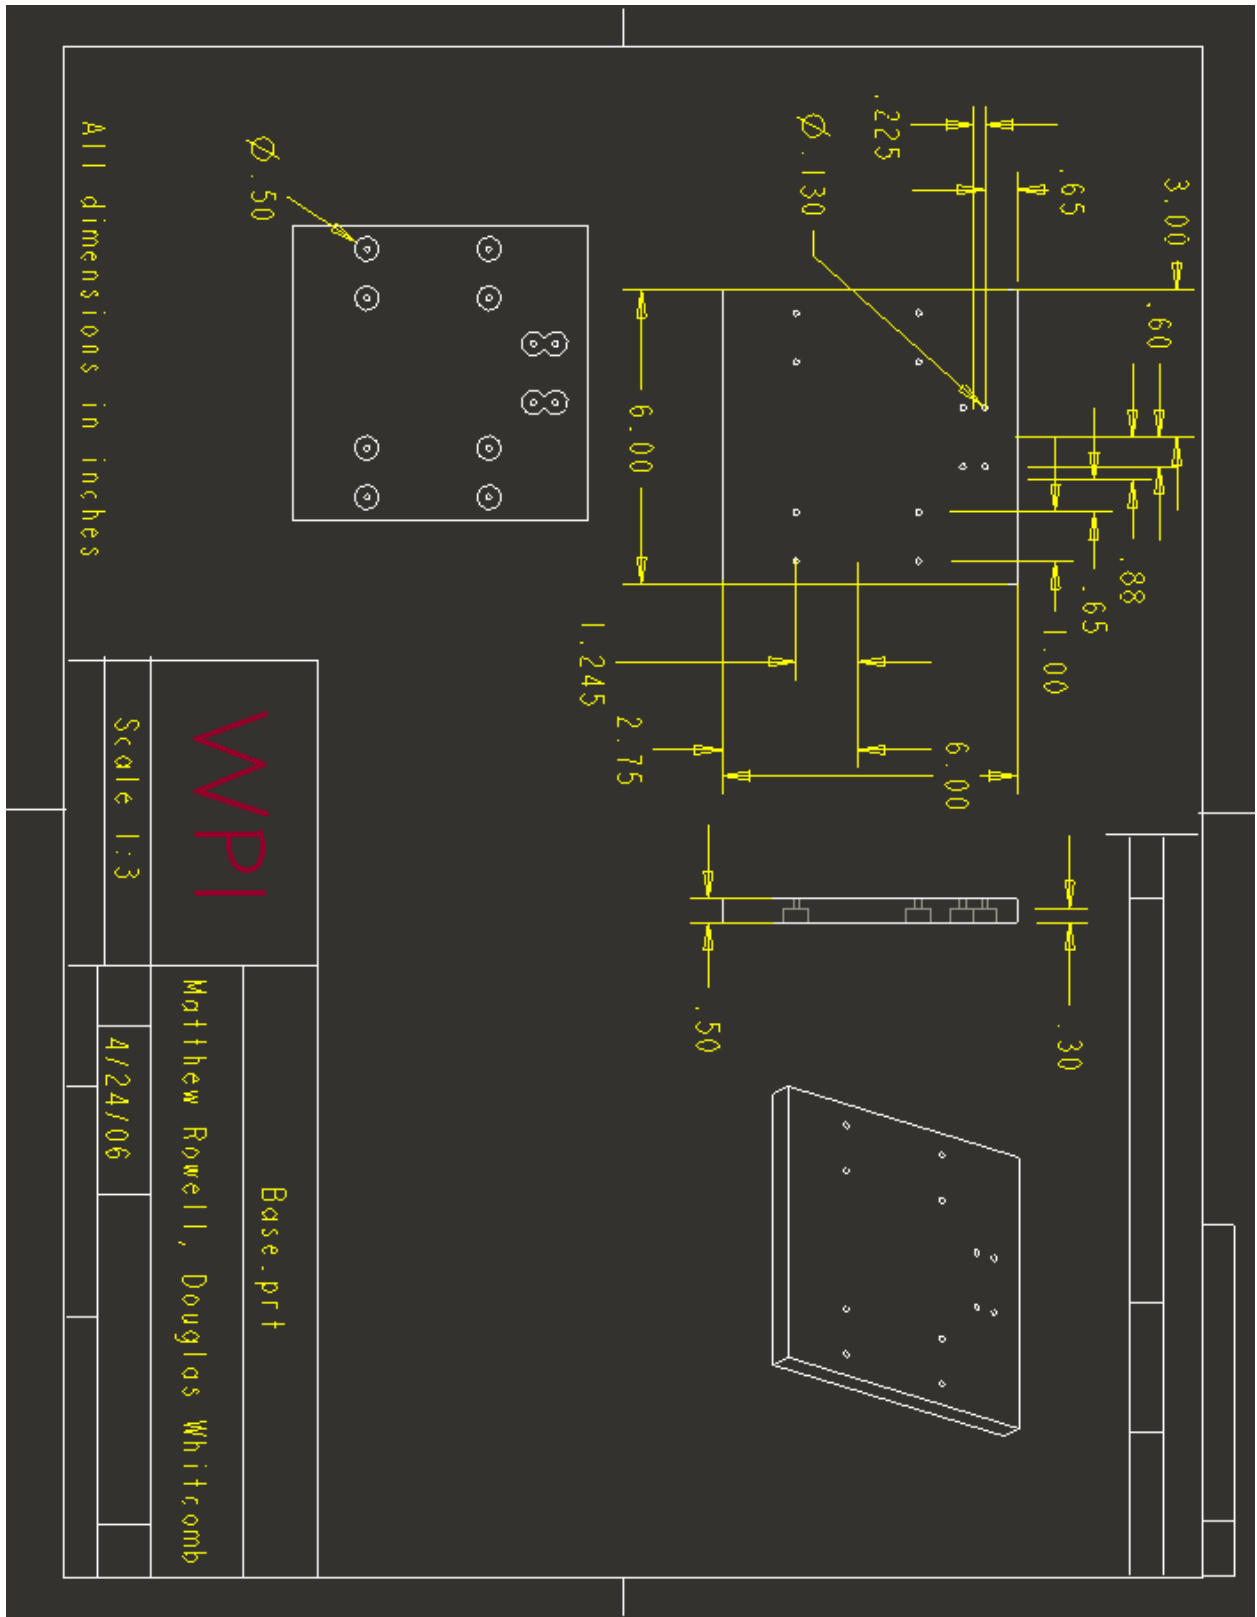 3.00
.60
.65
.225
Ø.130
.88
.65
1.00
6.00
6.00
1.245
2.75
.30
.50
Ø.50
All dimensions in inches
WPI
Scale 1:3
Base.prt
Matthew Rowell, Douglas Whitcomb
4/24/06